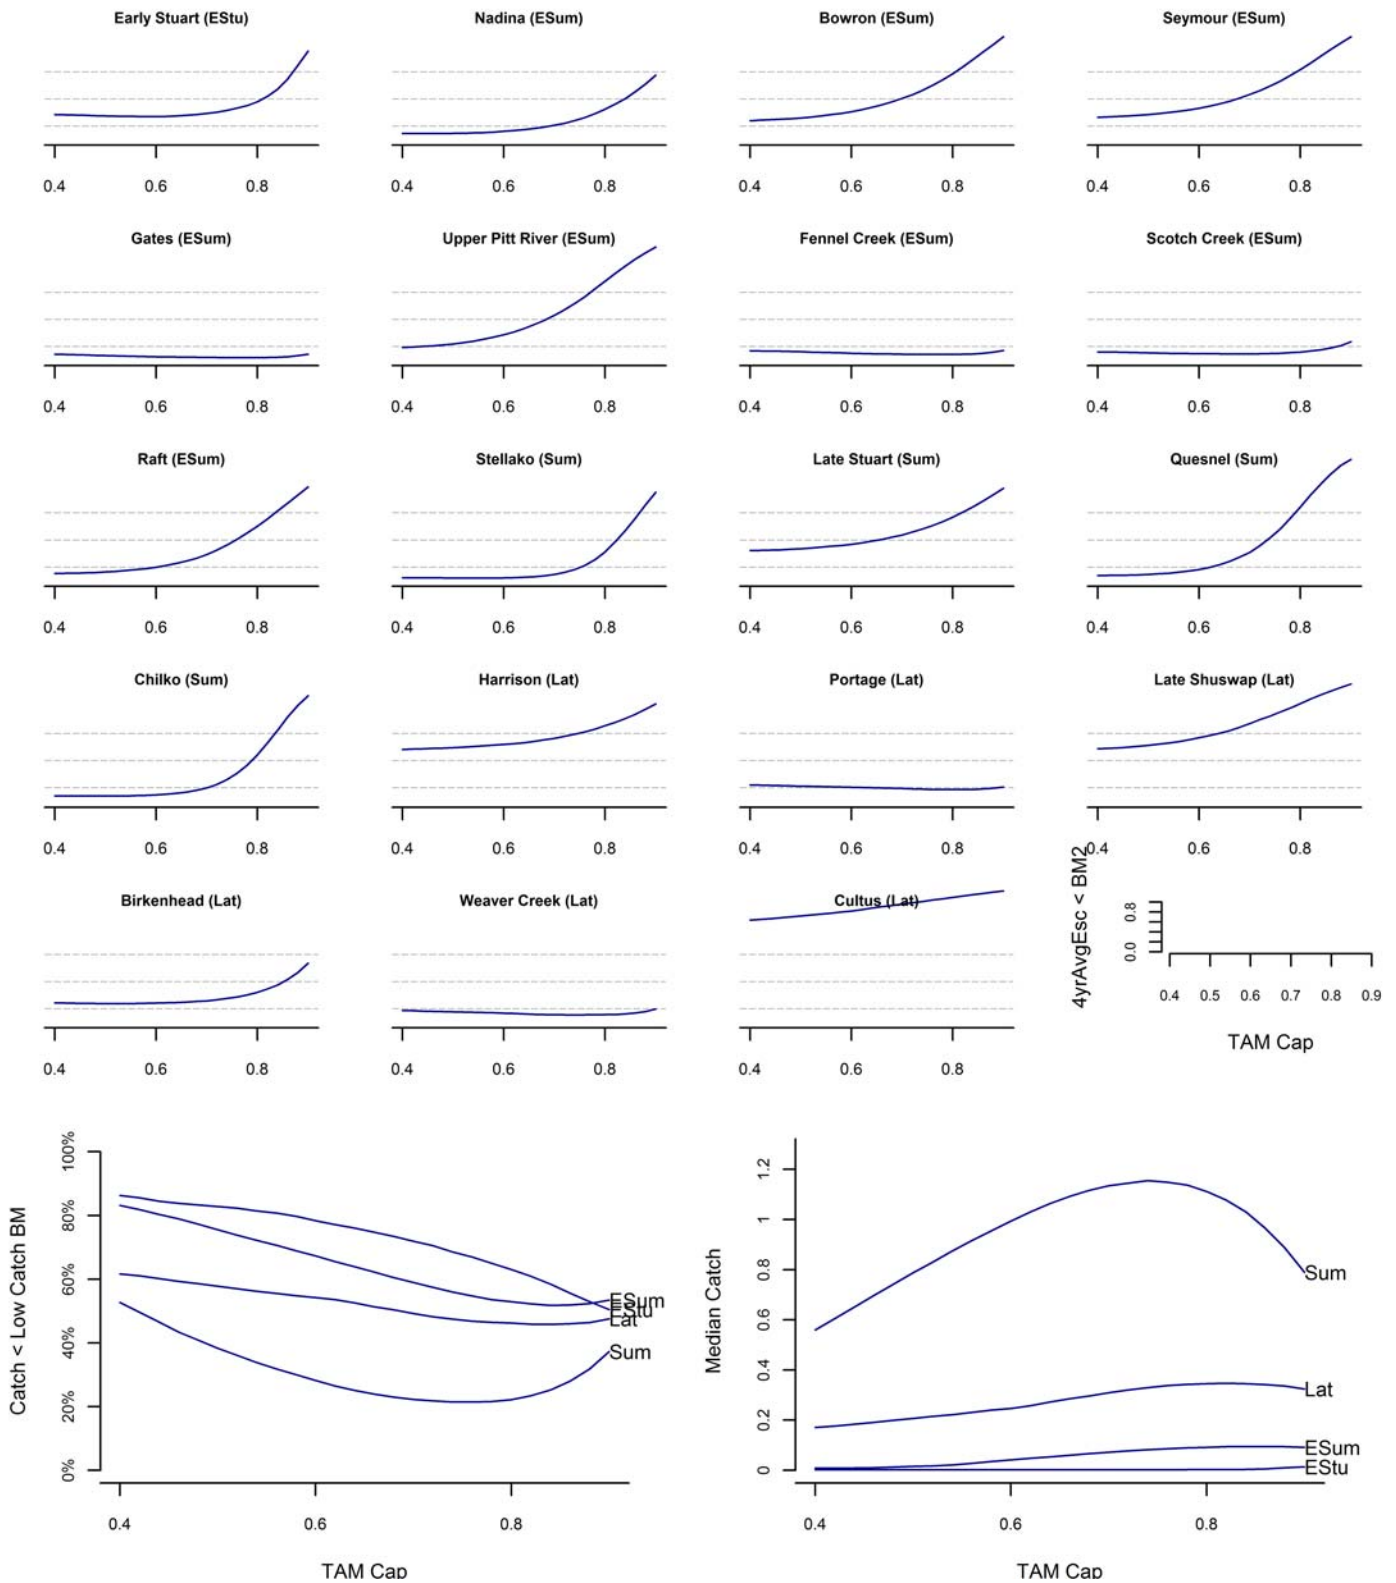 Early Stuart (EStu) Nadina (ESum) Bowron (ESum) Seymour (ESum)
0.4 0.6 0.8 0.4 0.6 0.8 0.4 0.6 0.8 0.4 0.6 0.8
Gates (ESum) Upper Pitt River (ESum) Fennel Creek (ESum) Scotch Creek (ESum)
0.4 0.6 0.8 0.4 0.6 0.8 0.4 0.6 0.8 0.4 0.6 0.8
Raft (ESum) Stellako (Sum) Late Stuart (Sum) Quesnel (Sum)
0.4 0.6 0.8 0.4 0.6 0.8 0.4 0.6 0.8 0.4 0.6 0.8
Chilko (Sum) Harrison (Lat) Portage (Lat) Late Shuswap (Lat)
0.4 0.6 0.8 0.4 0.6 0.8 0.4 0.6 0.8 0.4 0.6 0.8
Birkenhead (Lat) Weaver Creek (Lat) Cultus (Lat)
0.4 0.6 0.8 0.4 0.6 0.8 0.4 0.6 0.8
4yrAvgEsc < BM2
0.0 0.8
0.4 0.5 0.6 0.7 0.8 0.9
TAM Cap
Catch < Low Catch BM
0% 20% 40% 60% 80% 100%
ESum
EStu
Lat
Sum
0.4 0.6 0.8
TAM Cap
Median Catch
0 0.2 0.4 0.6 0.8 1 1.2
Sum
Lat
ESum
EStu
0.4 0.6 0.8
TAM Cap